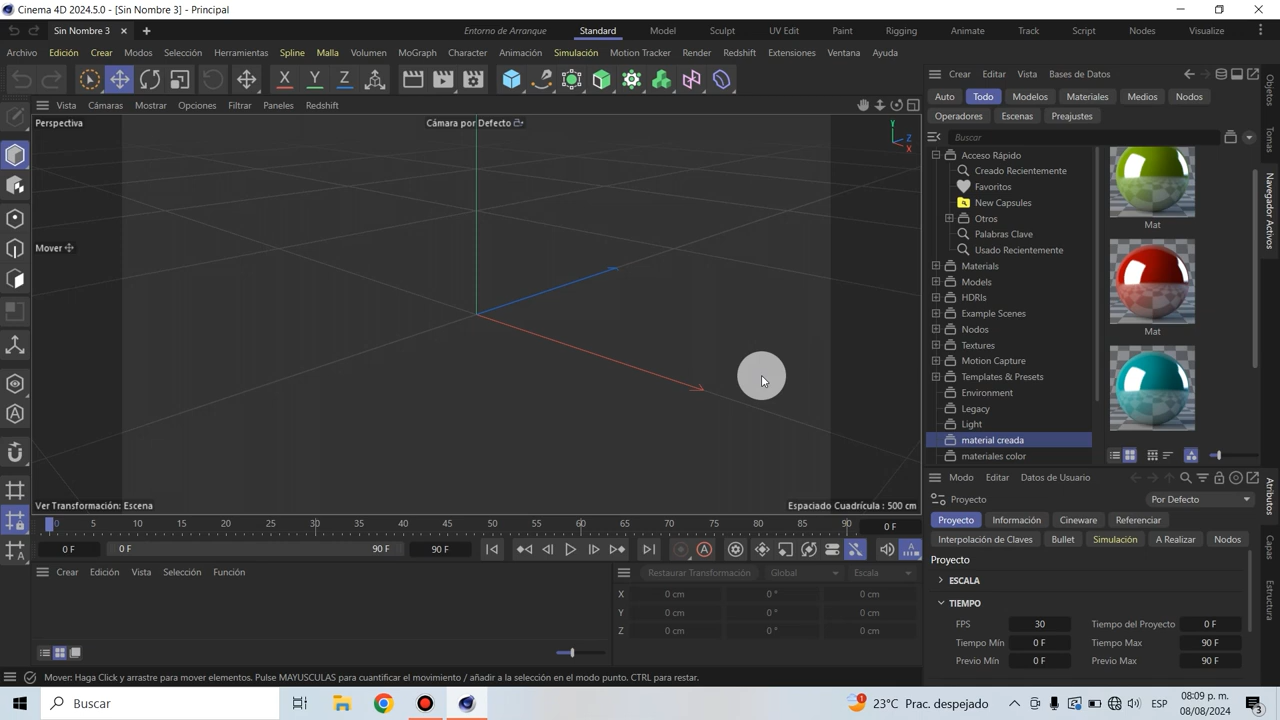 Cinema 4D 2024.5.0 - [Sin Nombre 3] - Principal
Sin Nombre 3
Entorno de Arranque
Standard
Model
Sculpt
UV Edit
Paint
Rigging
Animate
Track
Script
Nodes
Visualize
Archivo
Edición
Crear
Modos
Selección
Herramientas
Spline
Malla
Volumen
MoGraph
Character
Animación
Simulación
Motion Tracker
Render
Redshift
Extensiones
Ventana
Ayuda
X
Y
Z
Vista
Cámaras
Mostrar
Opciones
Filtrar
Paneles
Redshift
Perspectiva
Cámara por Defecto
Y
Z
X
Mover
Ver Transformación: Escena
Espaciado Cuadrícula : 500 cm
Crear
Editar
Vista
Bases de Datos
Auto
Todo
Modelos
Materiales
Medios
Nodos
Operadores
Escenas
Preajustes
Buscar
Acceso Rápido
Creado Recientemente
Favoritos
New Capsules
Otros
Palabras Clave
Usado Recientemente
Materials
Models
HDRIs
Example Scenes
Nodos
Textures
Motion Capture
Templates & Presets
Environment
Legacy
Light
material creada
materiales color
Mat
Mat
Objetos
Tomas
Navegador Activos
0 5 10 15 20 25 30 35 40 45 50 55 60 65 70 75 80 85 90
0 F
0 F
0 F
90 F
90 F
Crear
Edición
Vista
Selección
Función
Restaurar Transformación
Global
Escala
X 0 cm 0 ° 0 cm
Y 0 cm 0 ° 0 cm
Z 0 cm 0 ° 0 cm
Modo
Editar
Datos de Usuario
Proyecto
Por Defecto
Proyecto
Información
Cineware
Referenciar
Interpolación de Claves
Bullet
Simulación
A Realizar
Nodos
Proyecto
ESCALA
TIEMPO
FPS 30 Tiempo del Proyecto 0 F
Tiempo Mín 0 F Tiempo Max 90 F
Previo Mín 0 F Previo Max 90 F
Atributos
Capas
Estructura
Mover: Haga Click y arrastre para mover elementos. Pulse MAYUSCULAS para cuantificar el movimiento / añadir a la selección en el modo punto. CTRL para restar.
Buscar
1
23°C Prac. despejado
ESP
08:09 p. m.
08/08/2024
3